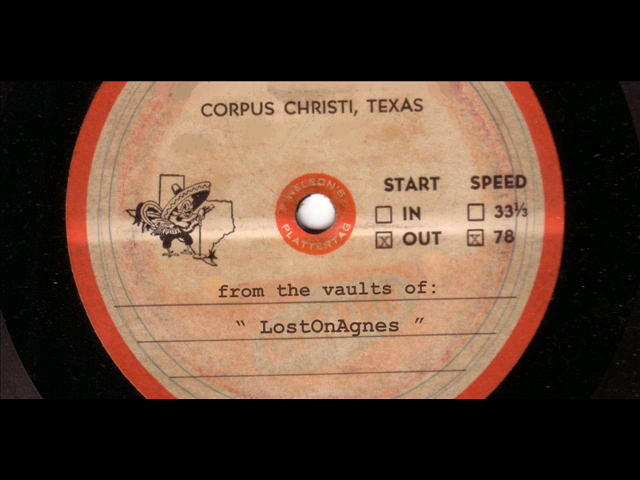 CORPUS CHRISTI, TEXAS
NELSON'S
PLATTERTAG
START SPEED
☐ IN ☐ 33⅓
☒ OUT ☒ 78
from the vaults of:
“ LostOnAgnes ”